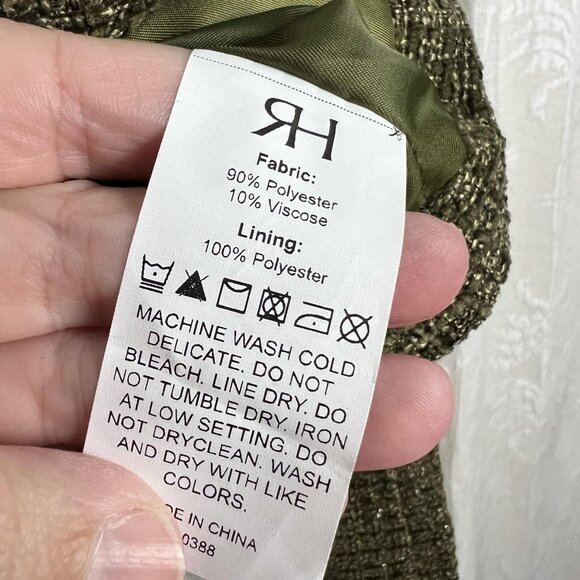 RH
Fabric:
90% Polyester
10% Viscose
Lining:
100% Polyester
MACHINE WASH COLD
DELICATE. DO NOT
BLEACH. LINE DRY. DO
NOT TUMBLE DRY. IRON
AT LOW SETTING. DO
NOT DRYCLEAN. WASH
AND DRY WITH LIKE
COLORS.
DE IN CHINA
0388